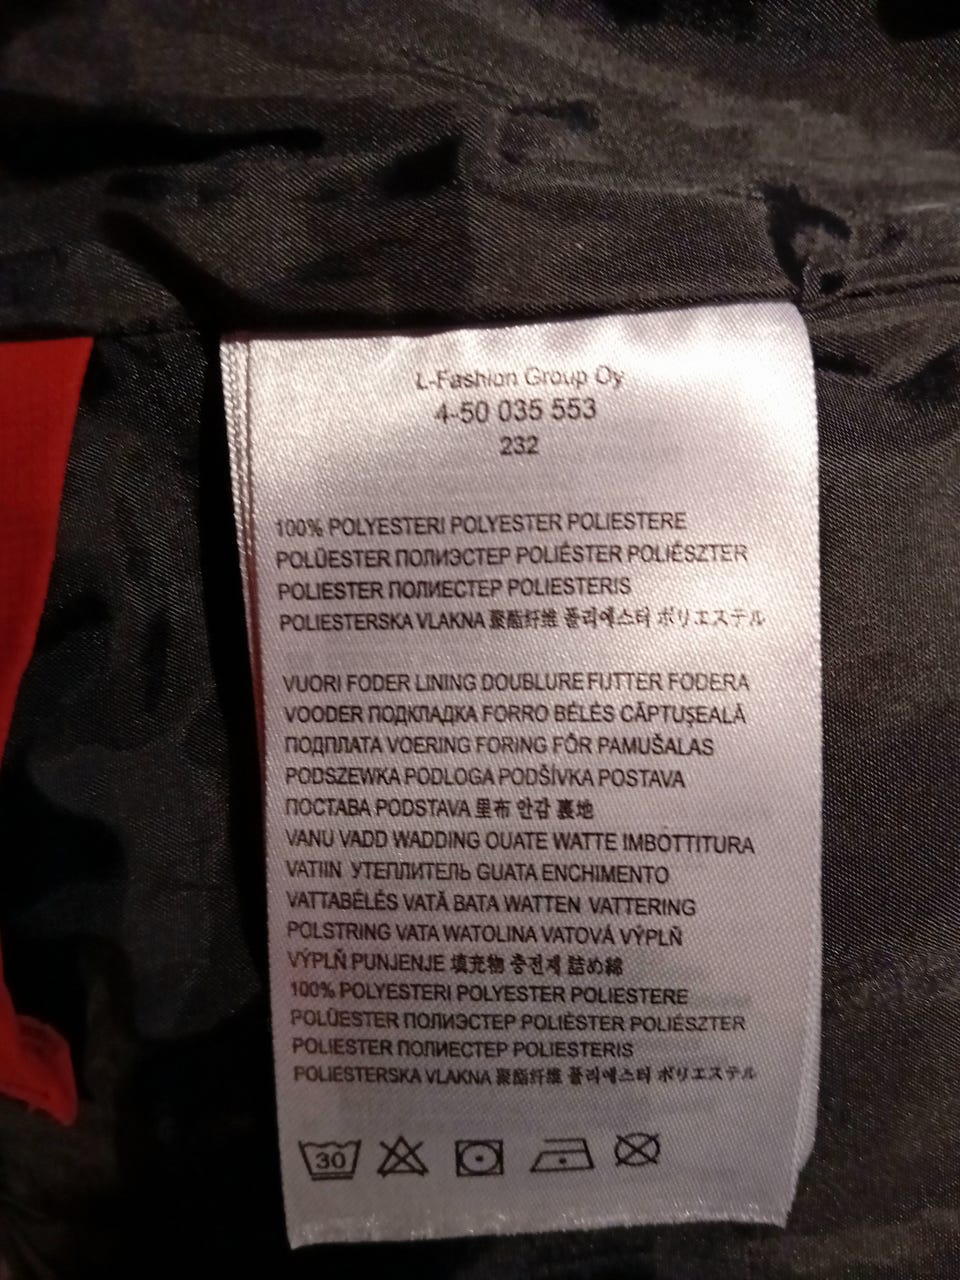 L-Fashion Group Oy
4-50 035 553
232
100% POLYESTERI POLYESTER POLIESTERE
POLÜESTER ПОЛИЭСТЕР POLIÉSTER POLIÉSZTER
POLIESTER ПОЛИЕСТЕР POLIESTERIS
POLIESTERSKA VLAKNA 聚酯纤维 폴리에스터 ポリエステル
VUORI FODER LINING DOUBLURE FUTTER FODERA
VOODER ПОДКЛАДКА FORRO BÉLÉS CĂPTUŞEALĂ
ПОДПЛАТА VOERING FORING FÔR PAMUŠALAS
PODSZEWKA PODLOGA PODŠÍVKA POSTAVA
ПОСТАВА PODSTAVA 里布 안감 裏地
VANU VADD WADDING OUATE WATTE IMBOTTITURA
VATIIN УТЕПЛИТЕЛЬ GUATA ENCHIMENTO
VATTABÉLÉS VATĂ ВАТА WATTEN VATTERING
POLSTRING VATA WATOLINA VATOVÁ VÝPLŇ
VÝPLŇ PUNJENJE 填充物 충전재 詰め綿
100% POLYESTERI POLYESTER POLIESTERE
POLÜESTER ПОЛИЭСТЕР POLIÉSTER POLIÉSZTER
POLIESTER ПОЛИЕСТЕР POLIESTERIS
POLIESTERSKA VLAKNA 聚酯纤维 폴리에스터 ポリエステル
30